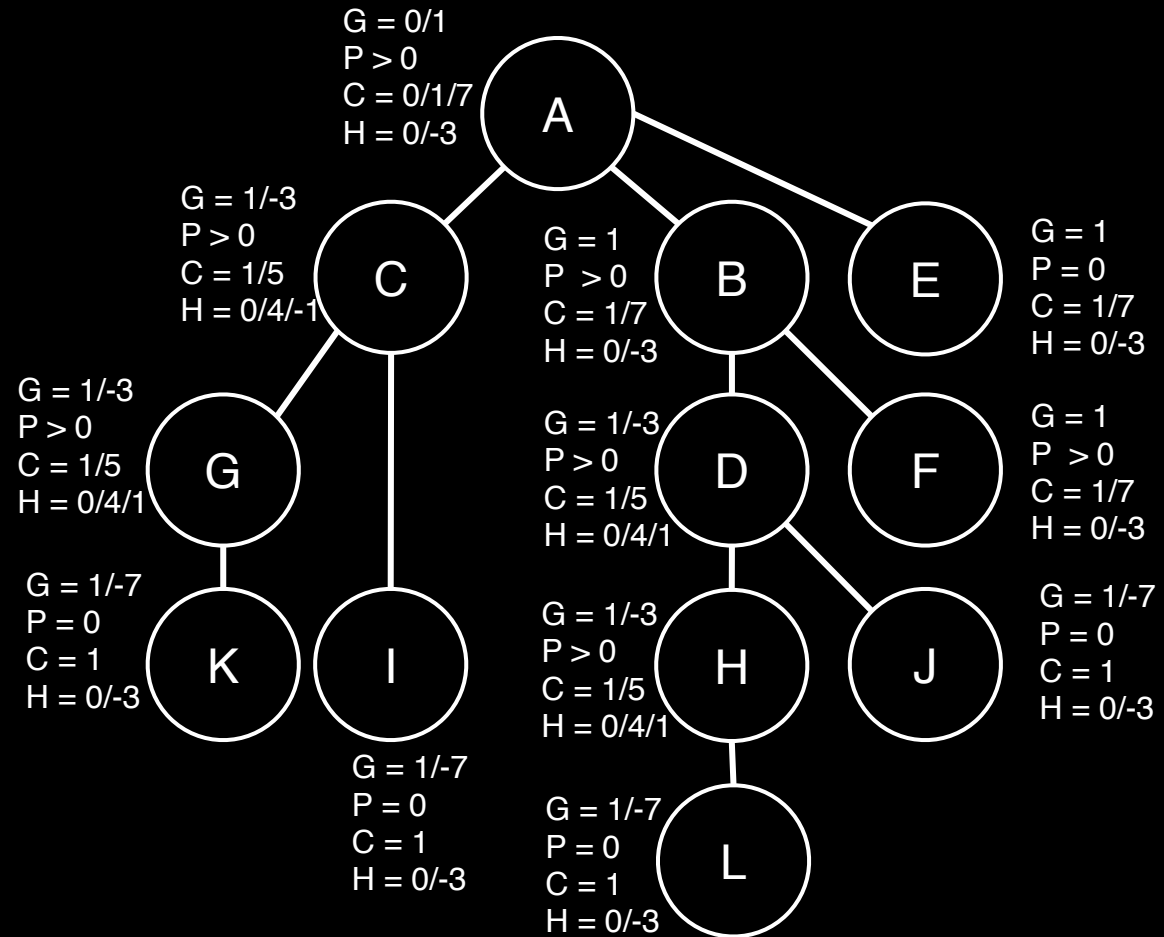 G = 0/1
P > 0
C = 0/1/7
H = 0/-3
A
G = 1/-3
P > 0
C = 1/5
H = 0/4/-1
C
G = 1
P > 0
C = 1/7
H = 0/-3
B
E
G = 1
P = 0
C = 1/7
H = 0/-3
G = 1/-3
P > 0
C = 1/5
H = 0/4/1
G
G = 1/-3
P > 0
C = 1/5
H = 0/4/1
D
F
G = 1
P > 0
C = 1/7
H = 0/-3
G = 1/-7
P = 0
C = 1
H = 0/-3
K
I
G = 1/-3
P > 0
C = 1/5
H = 0/4/1
H
J
G = 1/-7
P = 0
C = 1
H = 0/-3
G = 1/-7
P = 0
C = 1
H = 0/-3
G = 1/-7
P = 0
C = 1
H = 0/-3
L